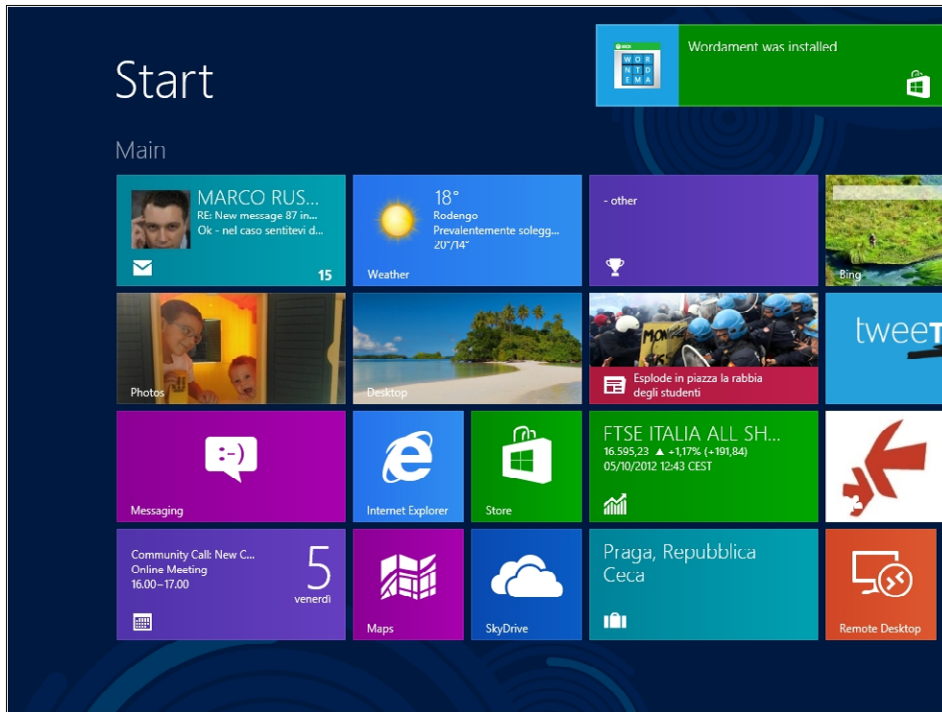 Start
Wordament was installed
W O R
N T D
E M A
Main
MARCO RUS...
RE: New message 87 in...
Ok - nel caso sentitevi d...
15
18°
Rodengo
Prevalentemente solegg...
20°/14°
Weather
- other
Bing
Photos
Desktop
MON
Esplode in piazza la rabbia
degli studenti
tweeT
:-)
Messaging
Internet Explorer
Store
FTSE ITALIA ALL SH...
16.595,23 ▲ +1,17% (+191,84)
05/10/2012 12:43 CEST
Community Call: New C...
Online Meeting
16.00–17.00
5
venerdì
Maps
SkyDrive
Praga, Repubblica
Ceca
Remote Desktop